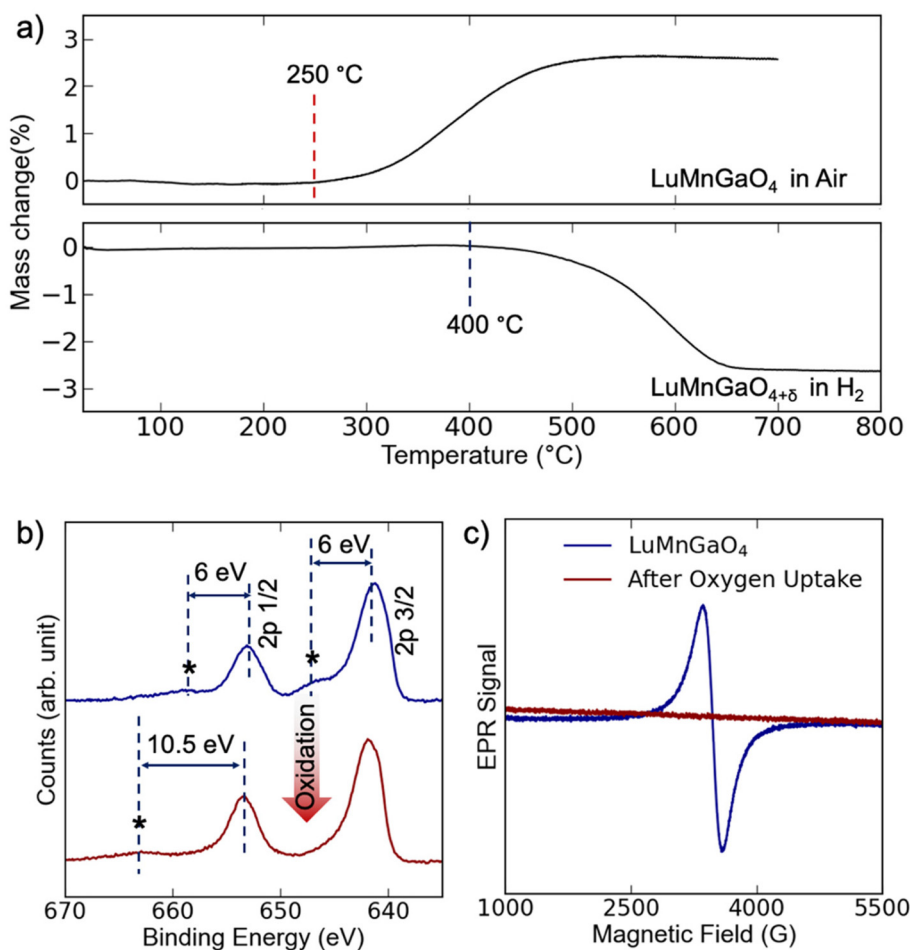 a)
Mass change(%)
3
2
1
0
250 °C
LuMnGaO₄ in Air
0
−1
−2
−3
400 °C
LuMnGaO₄₊δ in H₂
100 200 300 400 500 600 700 800
Temperature (°C)
b)
Counts (arb. unit)
6 eV
2p 1/2
6 eV
2p 3/2
*
*
10.5 eV
*
Oxidation
670 660 650 640
Binding Energy (eV)
c)
EPR Signal
LuMnGaO₄
After Oxygen Uptake
1000 2500 4000 5500
Magnetic Field (G)